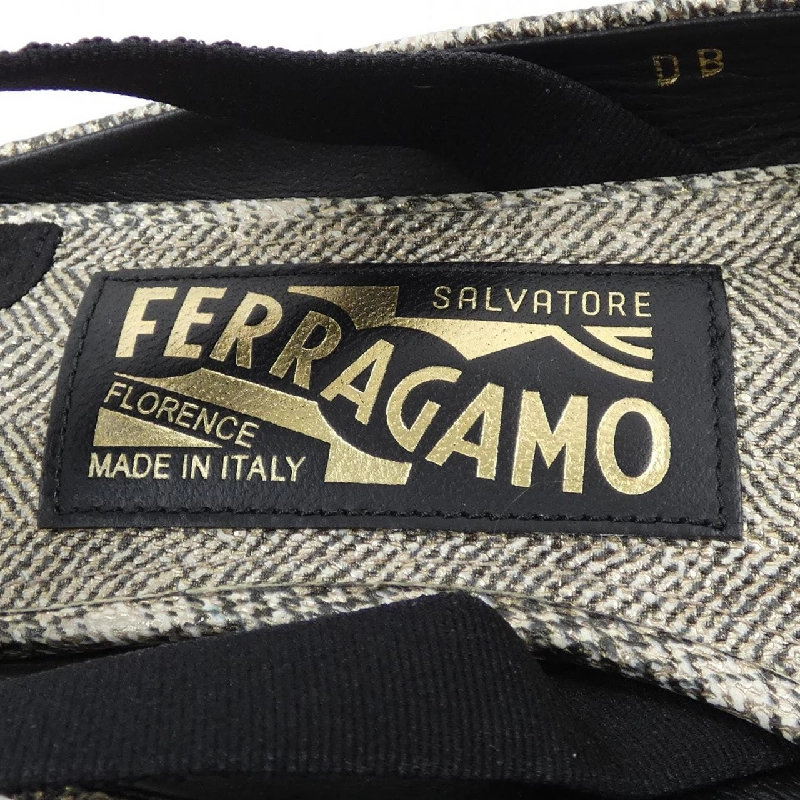 D B
SALVATORE
FERRAGAMO
FLORENCE
MADE IN ITALY